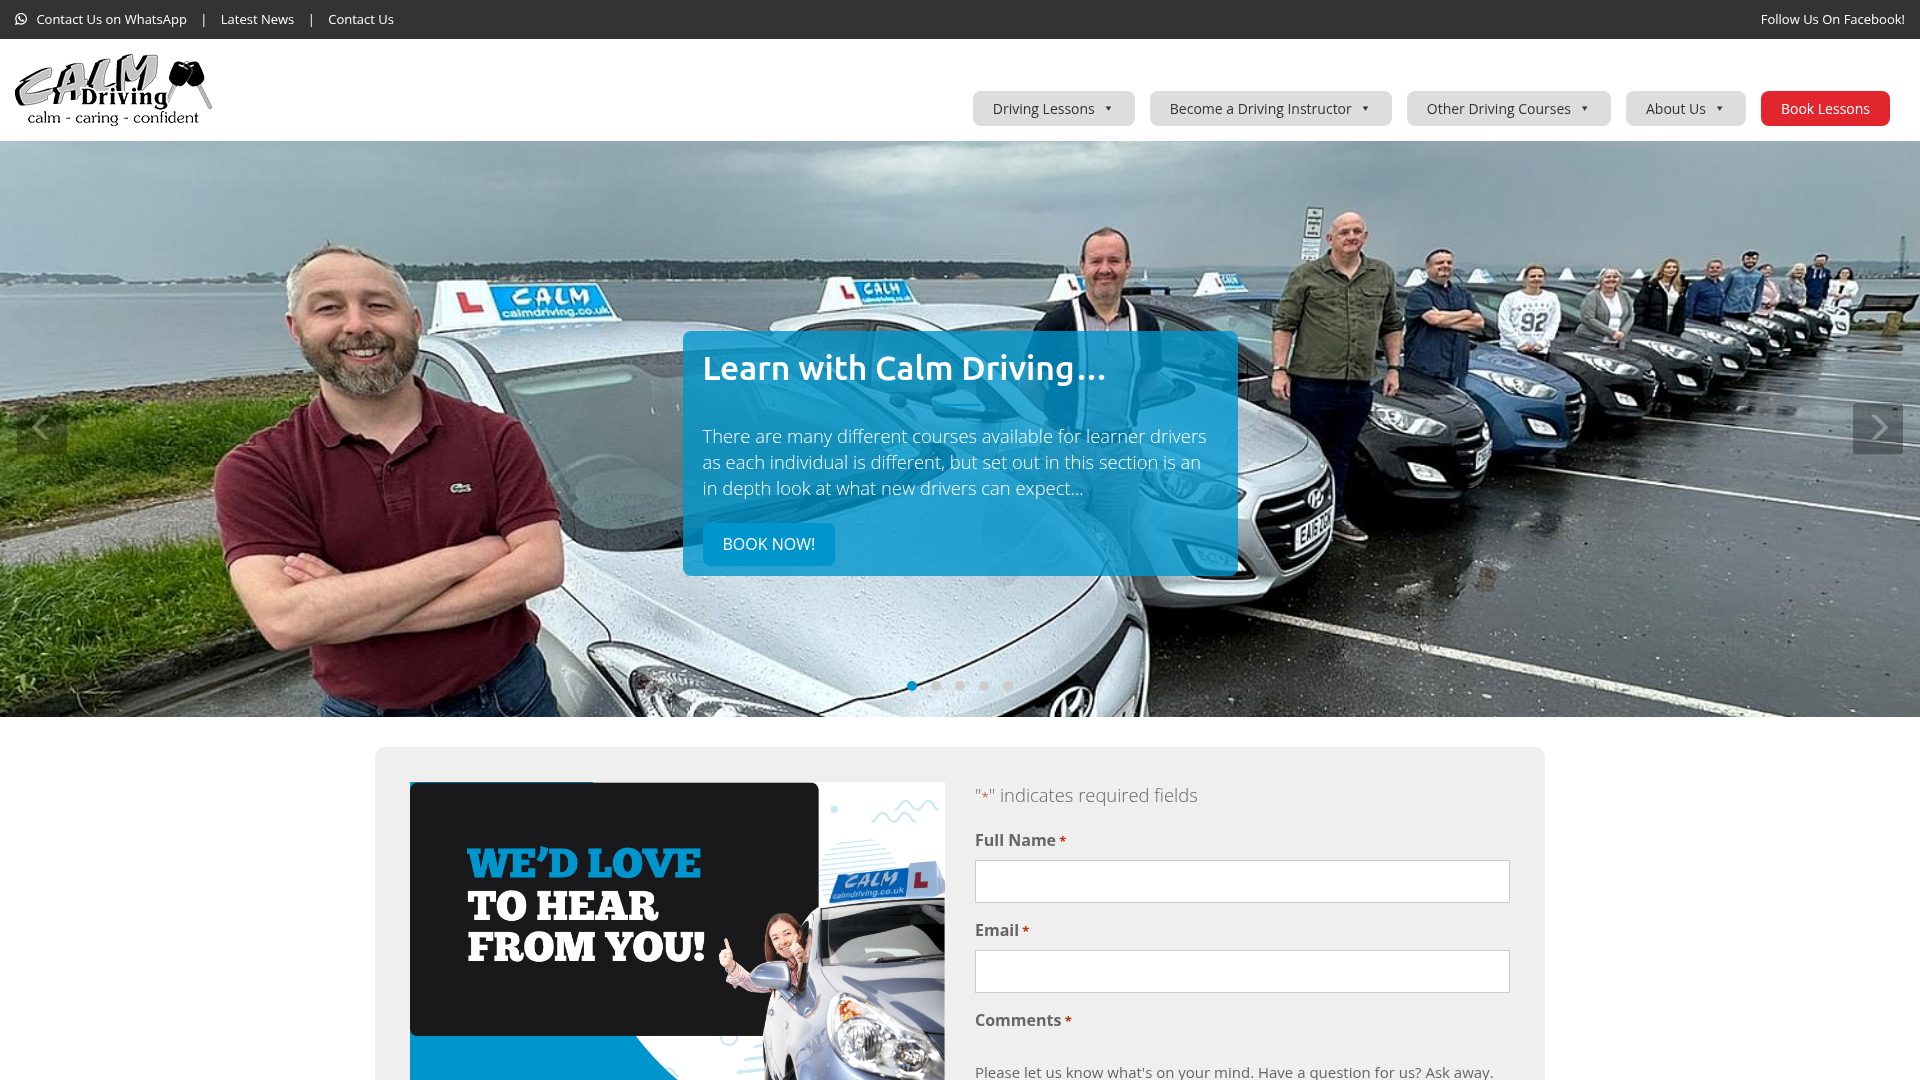 Contact Us on WhatsApp | Latest News | Contact Us
Follow Us On Facebook!
CALM
Driving
calm - caring - confident
Driving Lessons
Become a Driving Instructor
Other Driving Courses
About Us
Book Lessons
L CALM
calmdriving.co.uk
L CALM
L
92
Learn with Calm Driving...
There are many different courses available for learner drivers
as each individual is different, but set out in this section is an
in depth look at what new drivers can expect...
BOOK NOW!
WE'D LOVE
TO HEAR
FROM YOU!
CALM L
calmdriving.co.uk
"*" indicates required fields
Full Name *
Email *
Comments *
Please let us know what's on your mind. Have a question for us? Ask away.